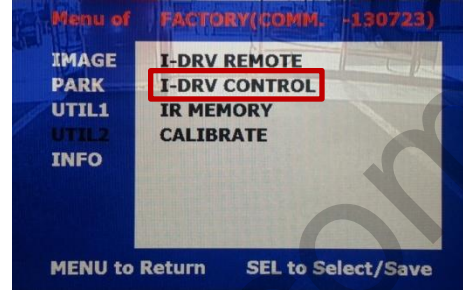 Menu of FACTORY(COMM. -130723)
IMAGE I-DRV REMOTE
PARK I-DRV CONTROL
UTIL1 IR MEMORY
UTIL2 CALIBRATE
INFO
MENU to Return SEL to Select/Save
om